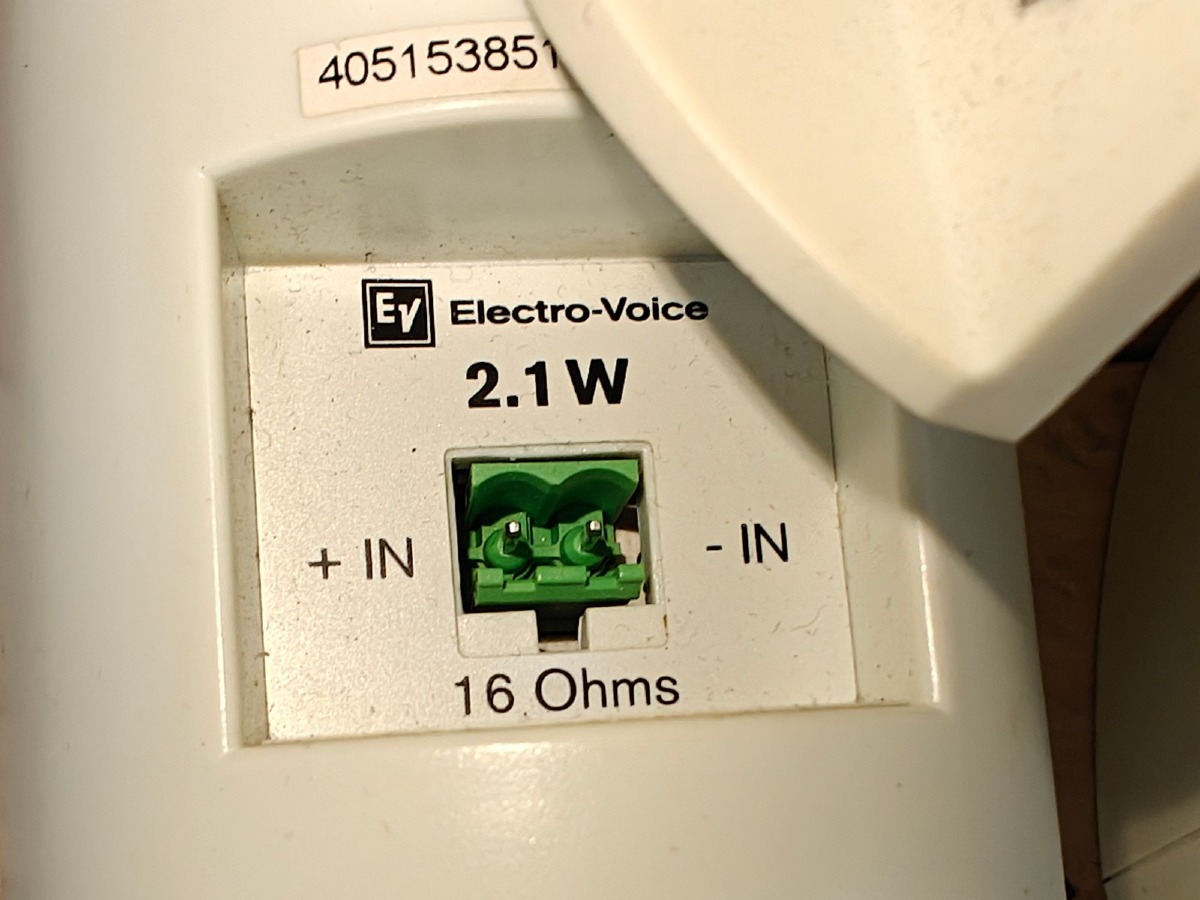 405153851
EV Electro-Voice
2.1 W
+ IN
- IN
16 Ohms